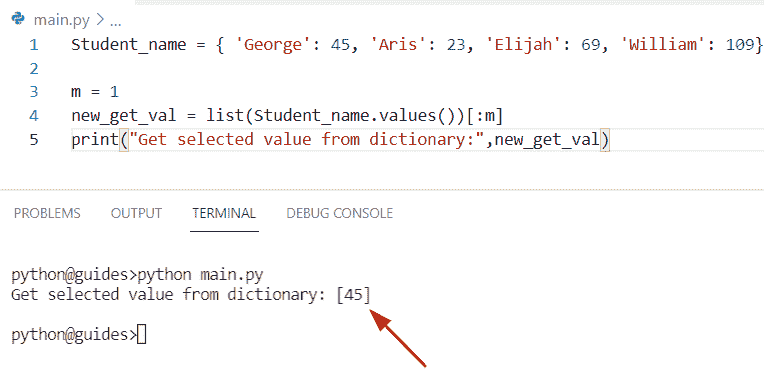 main.py > ...
1 Student_name = { 'George': 45, 'Aris': 23, 'Elijah': 69, 'William': 109}
2
3 m = 1
4 new_get_val = list(Student_name.values())[:m]
5 print("Get selected value from dictionary:",new_get_val)
PROBLEMS OUTPUT TERMINAL DEBUG CONSOLE
python@guides>python main.py
Get selected value from dictionary: [45]
python@guides>